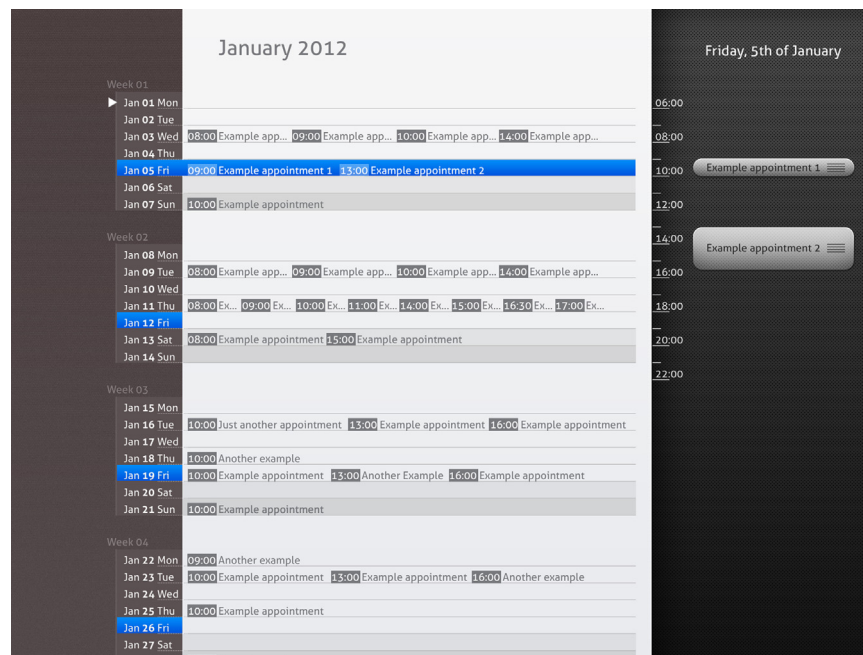 January 2012
Week 01
Jan 01 Mon
Jan 02 Tue
Jan 03 Wed 08:00 Example app... 09:00 Example app... 10:00 Example app... 14:00 Example app...
Jan 04 Thu
Jan 05 Fri 09:00 Example appointment 1 13:00 Example appointment 2
Jan 06 Sat
Jan 07 Sun 10:00 Example appointment
Week 02
Jan 08 Mon
Jan 09 Tue 08:00 Example app... 09:00 Example app... 10:00 Example app... 14:00 Example app...
Jan 10 Wed
Jan 11 Thu 08:00 Ex... 09:00 Ex... 10:00 Ex... 11:00 Ex... 14:00 Ex... 15:00 Ex... 16:30 Ex... 17:00 Ex...
Jan 12 Fri
Jan 13 Sat 08:00 Example appointment 15:00 Example appointment
Jan 14 Sun
Week 03
Jan 15 Mon
Jan 16 Tue 10:00 Just another appointment 13:00 Example appointment 16:00 Example appointment
Jan 17 Wed
Jan 18 Thu 10:00 Another example
Jan 19 Fri 10:00 Example appointment 13:00 Another Example 16:00 Example appointment
Jan 20 Sat
Jan 21 Sun 10:00 Example appointment
Week 04
Jan 22 Mon 09:00 Another example
Jan 23 Tue 10:00 Example appointment 13:00 Example appointment 16:00 Another example
Jan 24 Wed
Jan 25 Thu 10:00 Example appointment
Jan 26 Fri
Jan 27 Sat
Friday, 5th of January
06:00
08:00
10:00 Example appointment 1
12:00
14:00
Example appointment 2
16:00
18:00
20:00
22:00